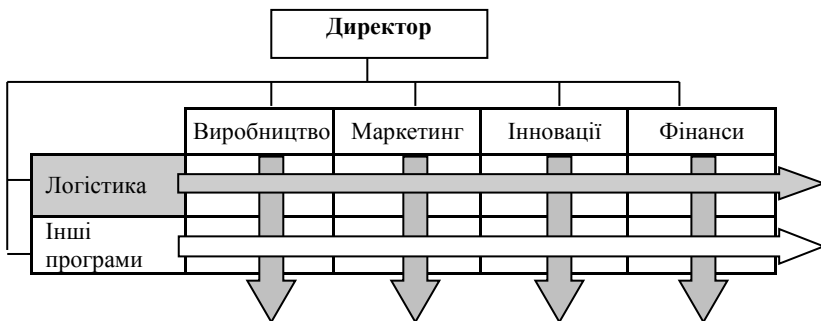 Директор
Виробництво Маркетинг Інновації Фінанси
Логістика
Інші
програми